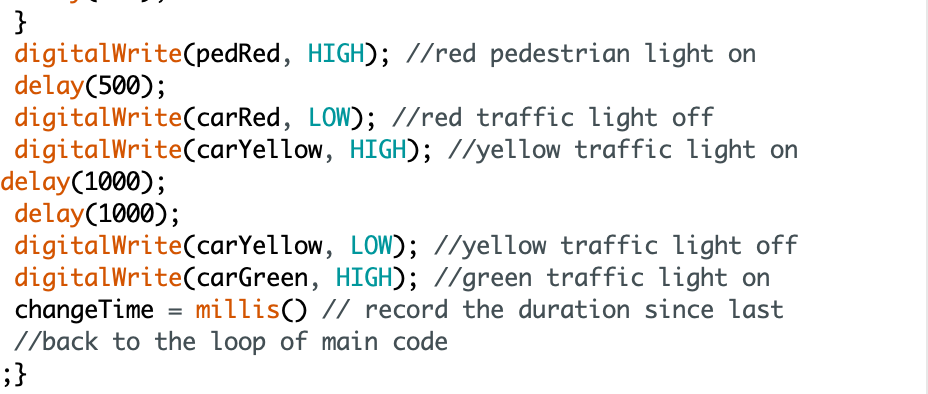 }
digitalWrite(pedRed, HIGH); //red pedestrian light on
delay(500);
digitalWrite(carRed, LOW); //red traffic light off
digitalWrite(carYellow, HIGH); //yellow traffic light on
delay(1000);
delay(1000);
digitalWrite(carYellow, LOW); //yellow traffic light off
digitalWrite(carGreen, HIGH); //green traffic light on
changeTime = millis() // record the duration since last
//back to the loop of main code
;}